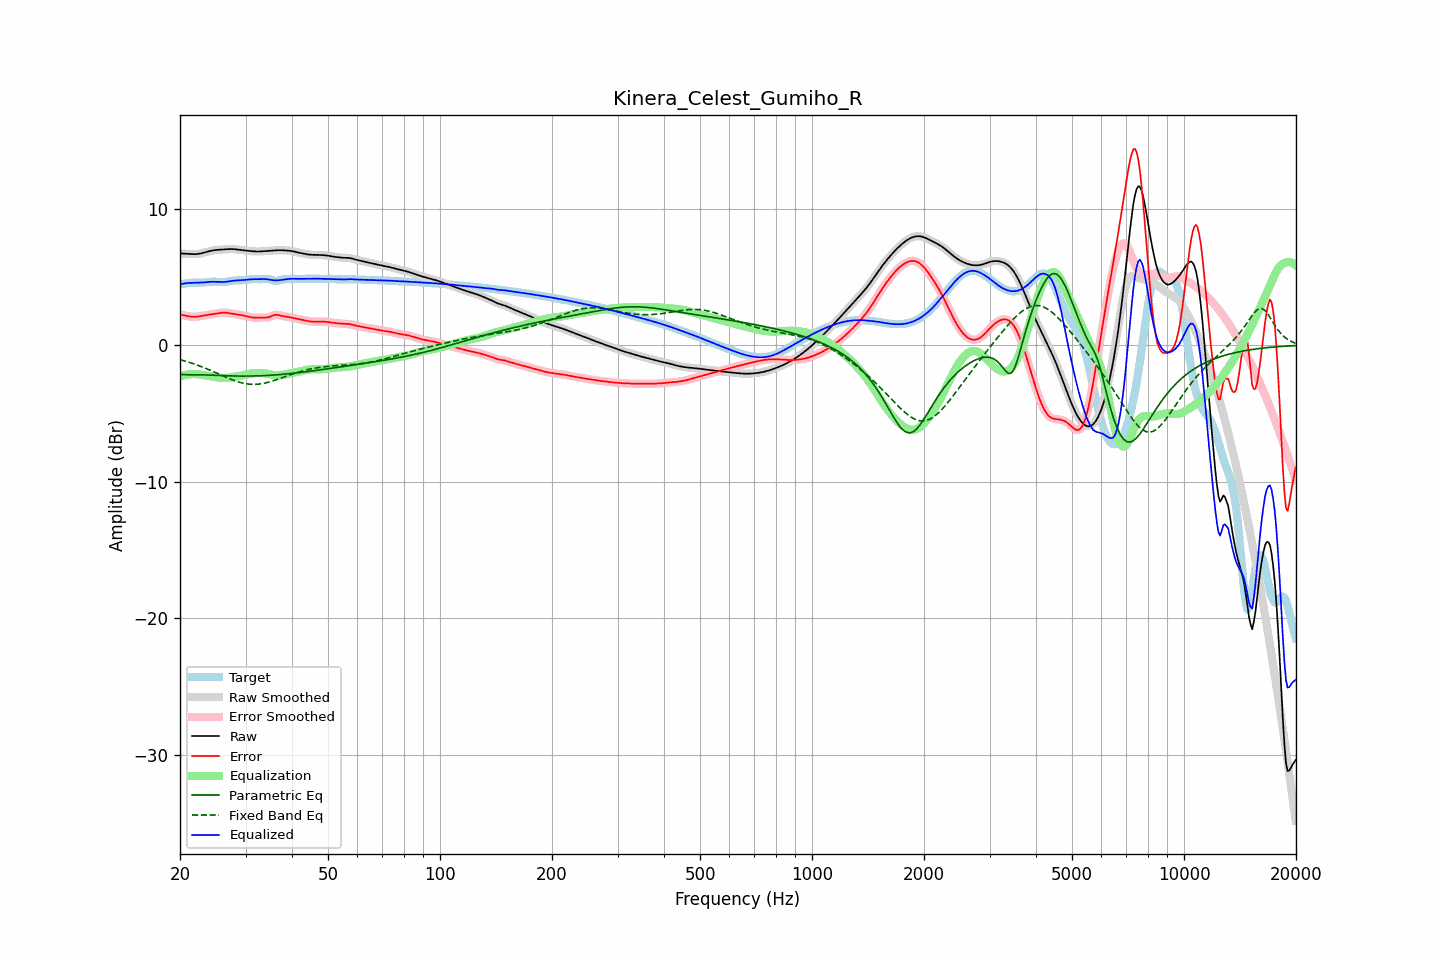 Kinera_Celest_Gumiho_R
Amplitude (dBr)
10
0
−10
−20
−30
Target
Raw Smoothed
Error Smoothed
Raw
Error
Equalization
Parametric Eq
Fixed Band Eq
Equalized
20 50 100 200 500 1000 2000 5000 10000 20000
Frequency (Hz)